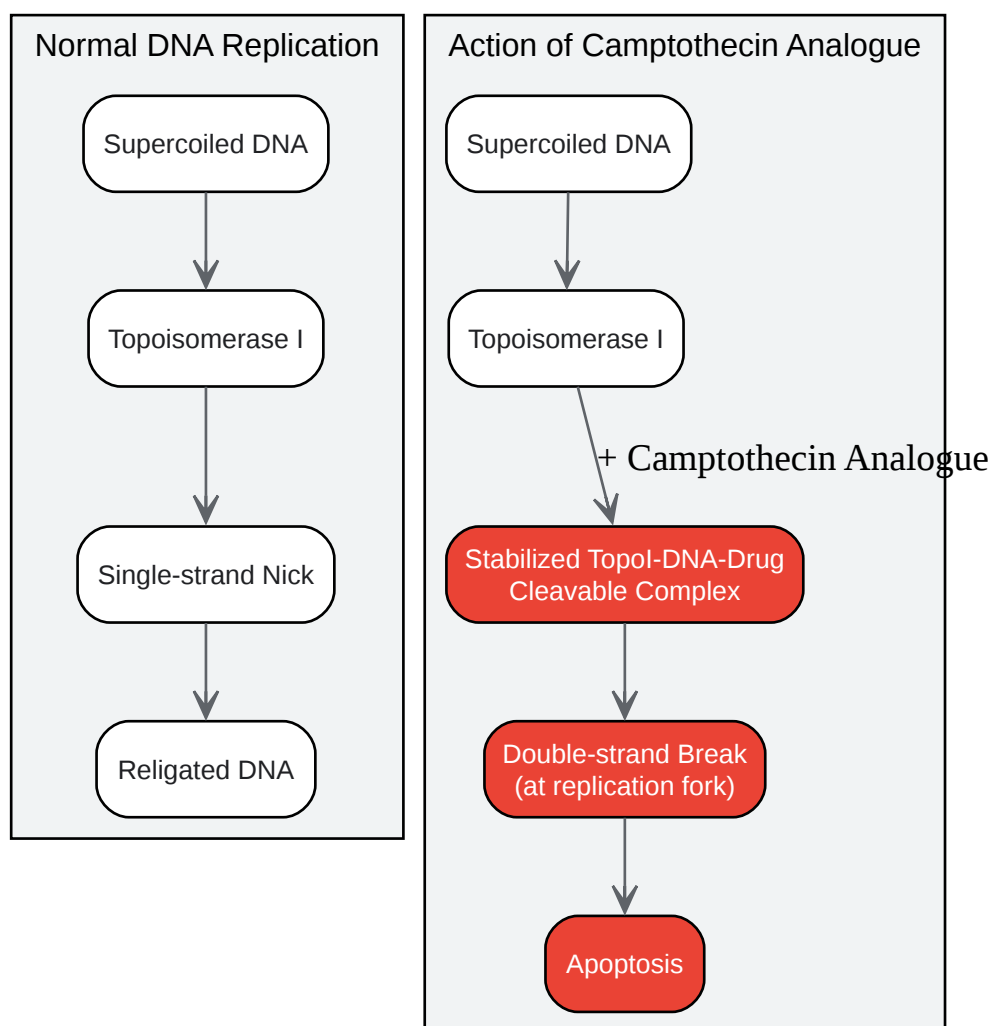 Normal DNA Replication
Supercoiled DNA
Topoisomerase I
Single-strand Nick
Religated DNA
Action of Camptothecin Analogue
Supercoiled DNA
Topoisomerase I
+ Camptothecin Analogue
Stabilized TopoI-DNA-Drug
Cleavable Complex
Double-strand Break
(at replication fork)
Apoptosis